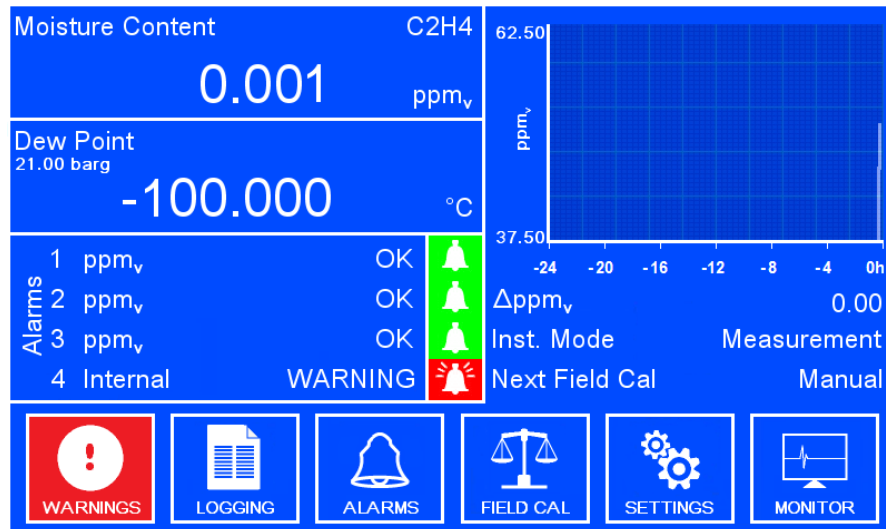 Moisture Content C2H4
0.001 ppmᵥ
Dew Point
21.00 barg
-100.000 °C
Alarms
1 ppmᵥ OK
2 ppmᵥ OK
3 ppmᵥ OK
4 Internal WARNING
62.50
ppmᵥ
37.50
-24 -20 -16 -12 -8 -4 0h
Δppmᵥ 0.00
Inst. Mode Measurement
Next Field Cal Manual
WARNINGS LOGGING ALARMS FIELD CAL SETTINGS MONITOR